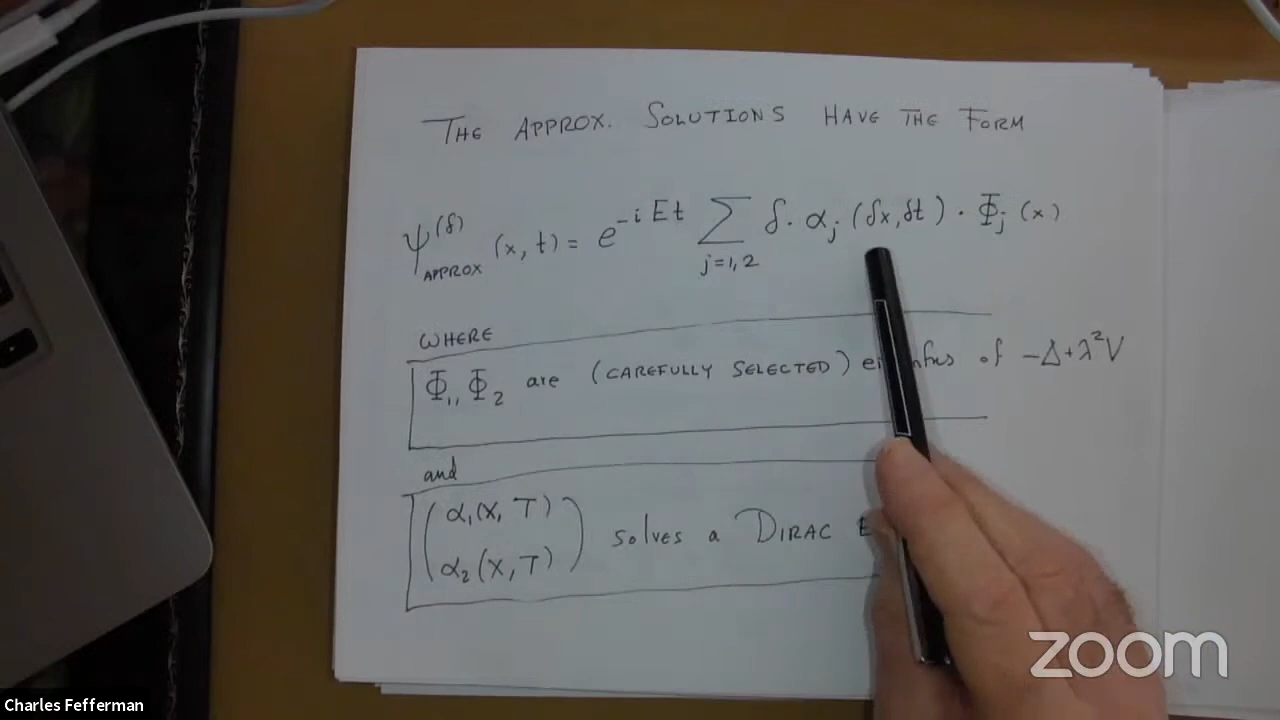 THE APPROX. SOLUTIONS HAVE THE FORM
ψ^(δ)_APPROX (x, t) = e^{-iEt} ∑_{j=1,2} δ · α_j (δx, δt) · Φ_j (x)
WHERE
Φ_1, Φ_2 are (CAREFULLY SELECTED) of -Δ+λ²V
and
(α_1(X, T)
α_2(X, T)) solves a DIRAC
zoom
Charles Fefferman